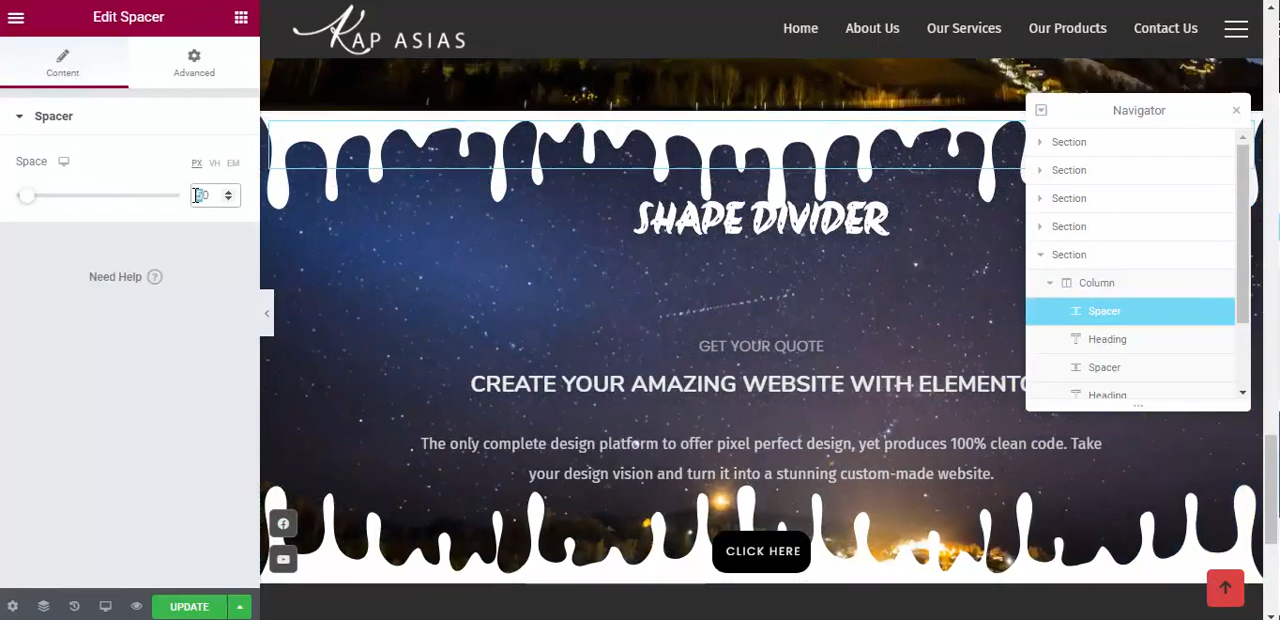 Edit Spacer
Content
Advanced
Spacer
Space
PX VH EM
Need Help
UPDATE
KAP ASIAS
Home
About Us
Our Services
Our Products
Contact Us
SHAPE DIVIDER
GET YOUR QUOTE
CREATE YOUR AMAZING WEBSITE WITH ELEMENTO
The only complete design platform to offer pixel perfect design, yet produces 100% clean code. Take
your design vision and turn it into a stunning custom-made website.
CLICK HERE
Navigator
Section
Section
Section
Section
Section
Column
Spacer
Heading
Spacer
Heading